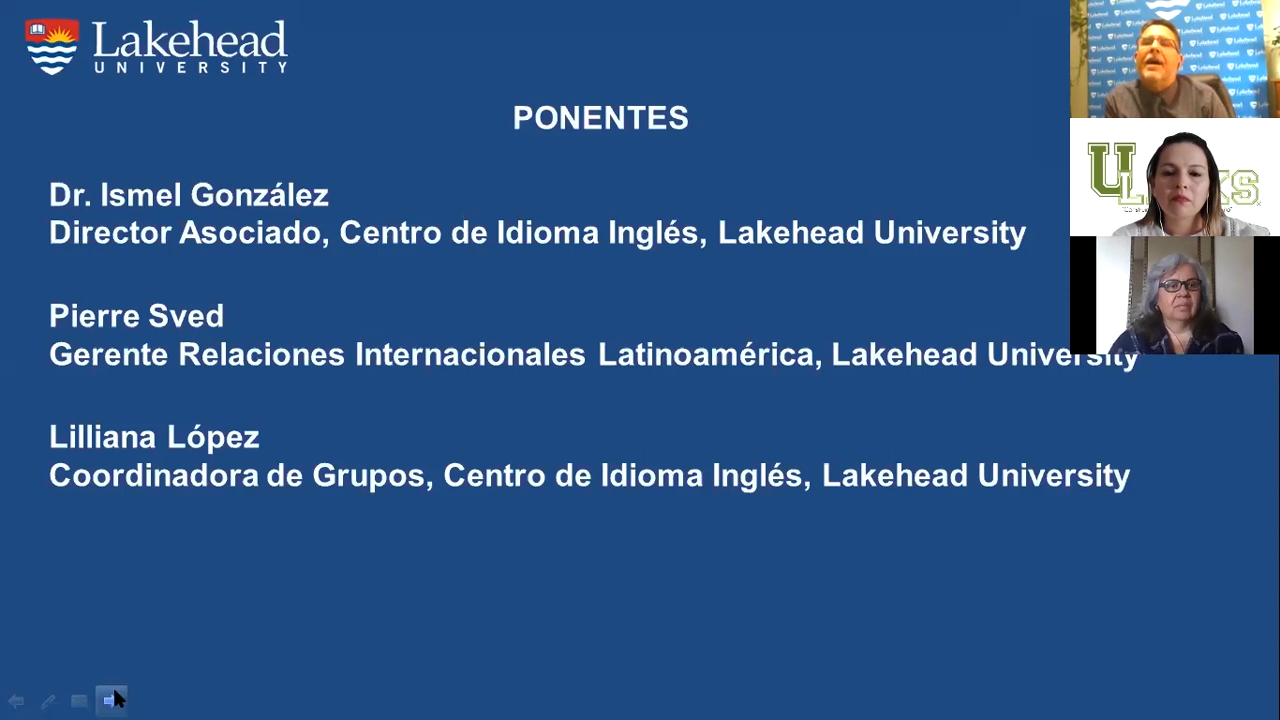 Lakehead
UNIVERSITY
PONENTES
Dr. Ismel González
Director Asociado, Centro de Idioma Inglés, Lakehead University
Pierre Sved
Gerente Relaciones Internacionales Latinoamérica, Lakehead University
Lilliana López
Coordinadora de Grupos, Centro de Idioma Inglés, Lakehead University
Lakehead